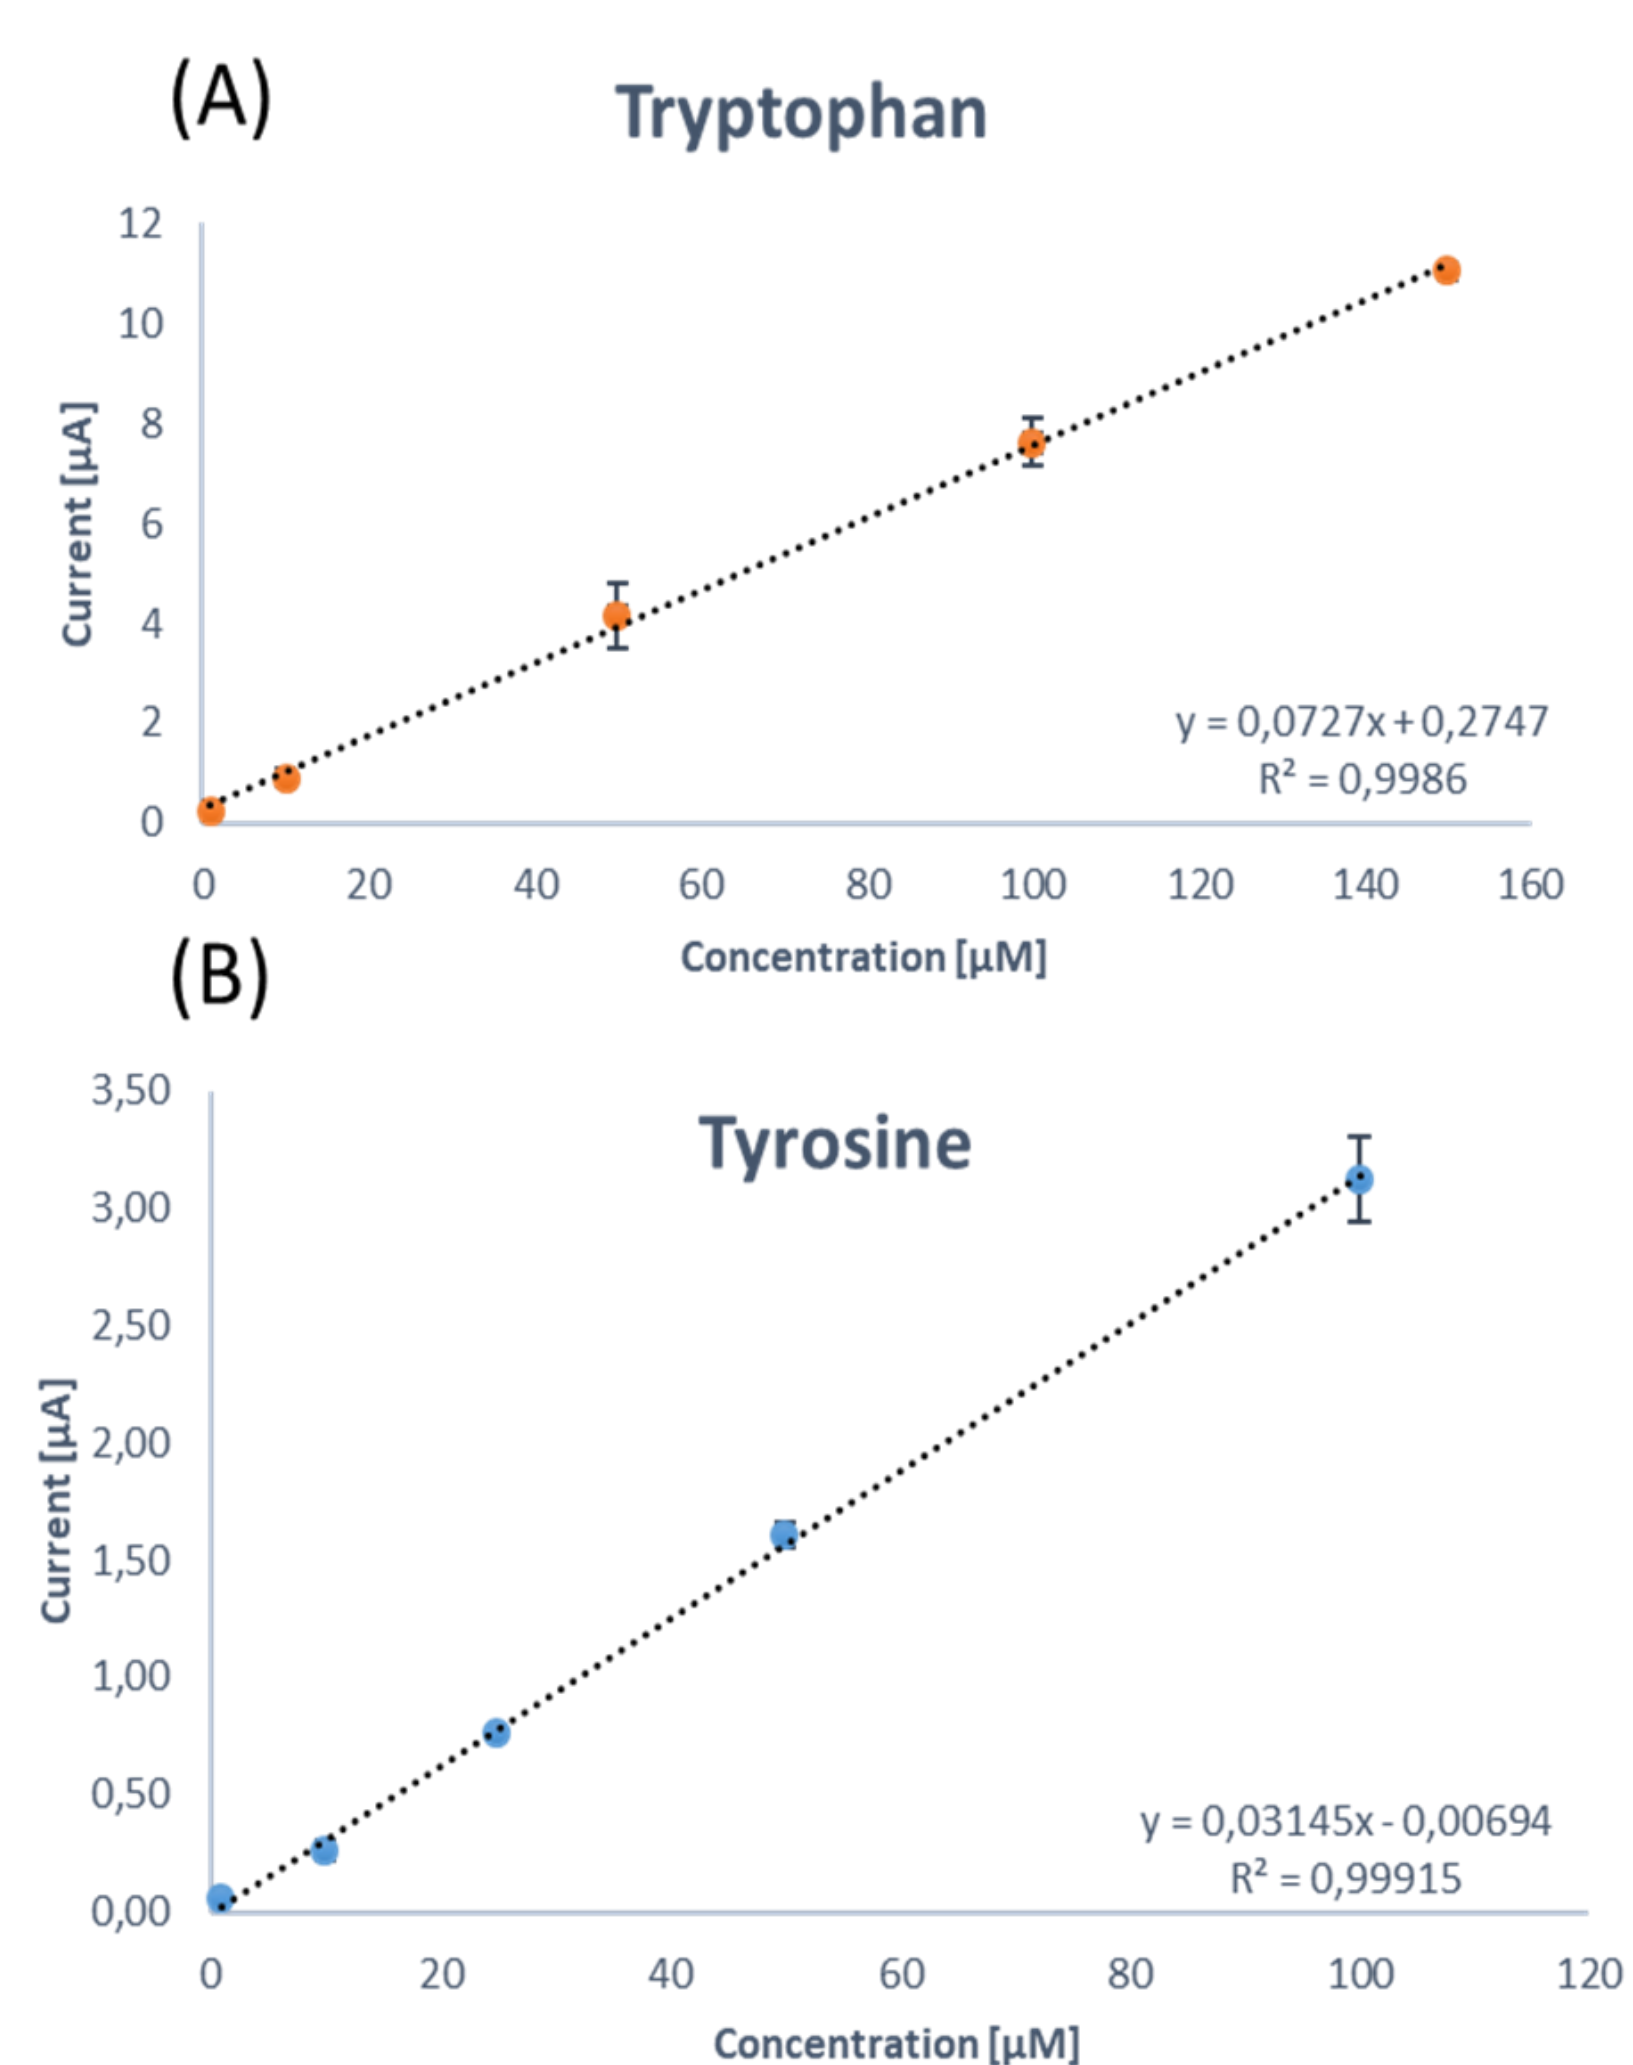 (A)
Tryptophan
12
10
8
6
4
2
0
Current [µA]
y = 0,0727x + 0,2747
R² = 0,9986
0 20 40 60 80 100 120 140 160
Concentration [µM]
(B)
Tyrosine
3,50
3,00
2,50
2,00
1,50
1,00
0,50
0,00
Current [µA]
y = 0,03145x - 0,00694
R² = 0,99915
0 20 40 60 80 100 120
Concentration [µM]